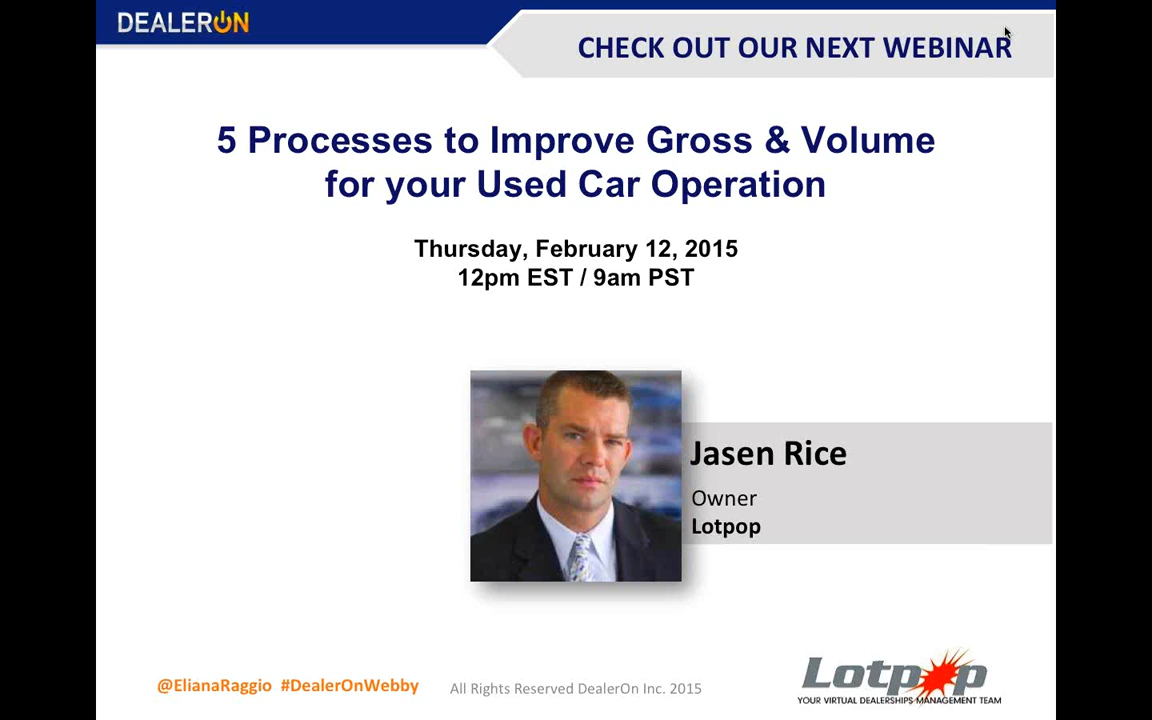 DEALERON
CHECK OUT OUR NEXT WEBINAR
5 Processes to Improve Gross & Volume
for your Used Car Operation
Thursday, February 12, 2015
12pm EST / 9am PST
Jasen Rice
Owner
Lotpop
@ElianaRaggio #DealerOnWebby
All Rights Reserved DealerOn Inc. 2015
Lotpop
YOUR VIRTUAL DEALERSHIPS MANAGEMENT TEAM